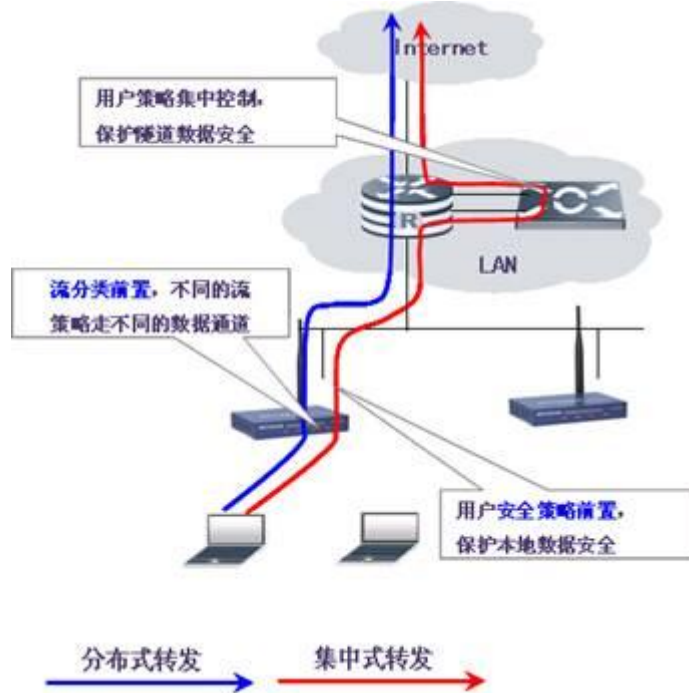 Internet
用户策略集中控制，
保护隧道数据安全
R
LAN
流分类前置，不同的流
策略走不同的数据通道
用户安全策略前置，
保护本地数据安全
分布式转发
集中式转发